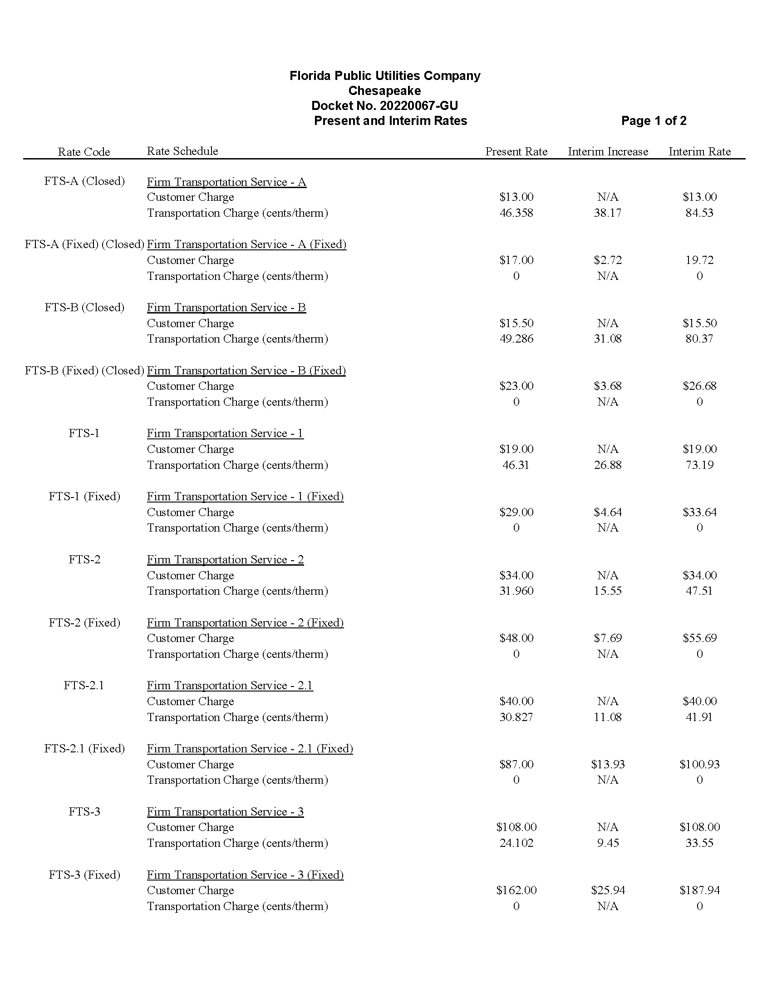 Florida Public Utilities Company
Chesapeake
Docket No. 20220067-GU
Present and Interim Rates Page 1 of 2
Rate Code Rate Schedule Present Rate Interim Increase Interim Rate
FTS-A (Closed) Firm Transportation Service - A
Customer Charge $13.00 N/A $13.00
Transportation Charge (cents/therm) 46.358 38.17 84.53
FTS-A (Fixed) (Closed) Firm Transportation Service - A (Fixed)
Customer Charge $17.00 $2.72 19.72
Transportation Charge (cents/therm) 0 N/A 0
FTS-B (Closed) Firm Transportation Service - B
Customer Charge $15.50 N/A $15.50
Transportation Charge (cents/therm) 49.286 31.08 80.37
FTS-B (Fixed) (Closed) Firm Transportation Service - B (Fixed)
Customer Charge $23.00 $3.68 $26.68
Transportation Charge (cents/therm) 0 N/A 0
FTS-1 Firm Transportation Service - 1
Customer Charge $19.00 N/A $19.00
Transportation Charge (cents/therm) 46.31 26.88 73.19
FTS-1 (Fixed) Firm Transportation Service - 1 (Fixed)
Customer Charge $29.00 $4.64 $33.64
Transportation Charge (cents/therm) 0 N/A 0
FTS-2 Firm Transportation Service - 2
Customer Charge $34.00 N/A $34.00
Transportation Charge (cents/therm) 31.960 15.55 47.51
FTS-2 (Fixed) Firm Transportation Service - 2 (Fixed)
Customer Charge $48.00 $7.69 $55.69
Transportation Charge (cents/therm) 0 N/A 0
FTS-2.1 Firm Transportation Service - 2.1
Customer Charge $40.00 N/A $40.00
Transportation Charge (cents/therm) 30.827 11.08 41.91
FTS-2.1 (Fixed) Firm Transportation Service - 2.1 (Fixed)
Customer Charge $87.00 $13.93 $100.93
Transportation Charge (cents/therm) 0 N/A 0
FTS-3 Firm Transportation Service - 3
Customer Charge $108.00 N/A $108.00
Transportation Charge (cents/therm) 24.102 9.45 33.55
FTS-3 (Fixed) Firm Transportation Service - 3 (Fixed)
Customer Charge $162.00 $25.94 $187.94
Transportation Charge (cents/therm) 0 N/A 0